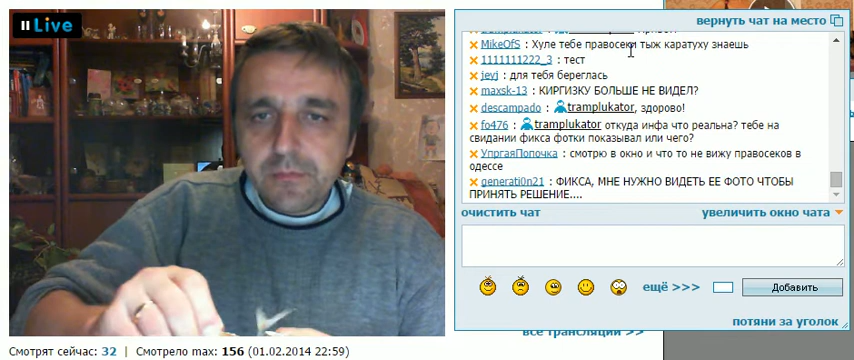 Live
вернуть чат на место
MikeOfS : Хуле тебе правосеки тыж каратуху знаешь
1111111222_3 : тест
jevj : для тебя береглась
maxsk-13 : КИРГИЗКУ БОЛЬШЕ НЕ ВИДЕЛ?
descampado : tramplukator, здорово!
fo476 : tramplukator откуда инфа что реальна? тебе на
свидании фикса фотки показывал или чего?
УпргаяПопочка : смотрю в окно и что то не вижу правосеков в
одессе
generati0n21 : ФИКСА, МНЕ НУЖНО ВИДЕТЬ ЕЕ ФОТО ЧТОБЫ
ПРИНЯТЬ РЕШЕНИЕ....
очистить чат
увеличить окно чата
ещё >>>
Добавить
потяни за уголок
все трансляции >>
Смотрят сейчас: 32 | Смотрело max: 156 (01.02.2014 22:59)